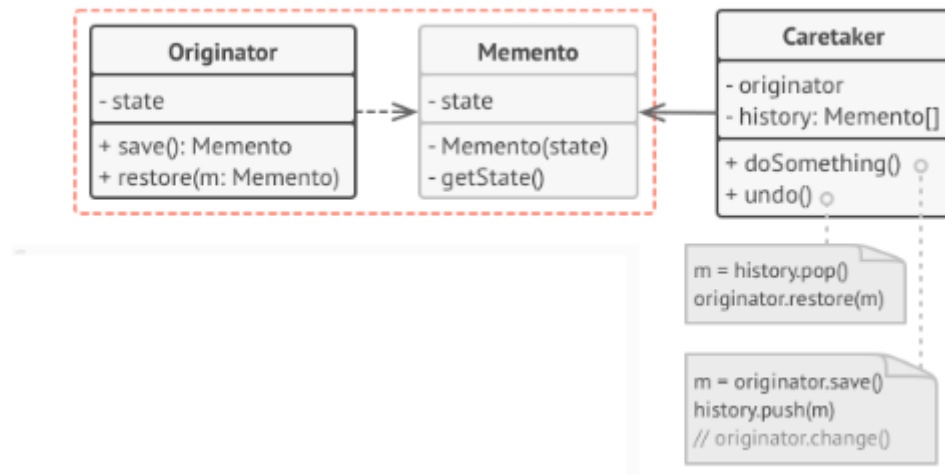 Originator
- state
+ save(): Memento
+ restore(m: Memento)
Memento
- state
- Memento(state)
- getState()
Caretaker
- originator
- history: Memento[]
+ doSomething()
+ undo()
m = history.pop()
originator.restore(m)
m = originator.save()
history.push(m)
// originator.change()